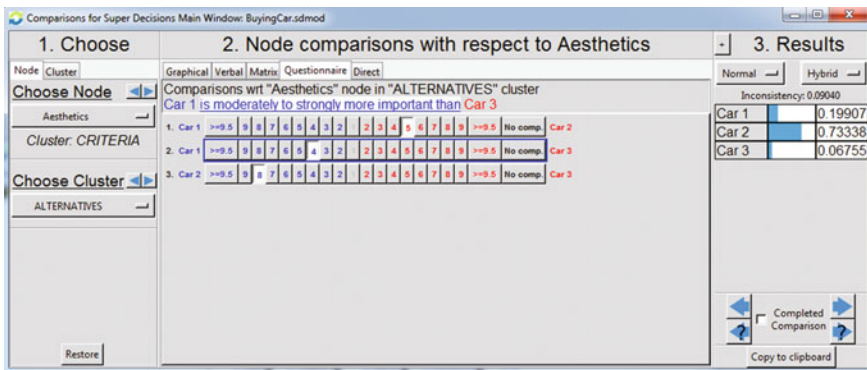 Comparisons for Super Decisions Main Window: BuyingCar.sdmod
1. Choose
Node Cluster
Choose Node
Aesthetics
Cluster: CRITERIA
Choose Cluster
ALTERNATIVES
Restore
2. Node comparisons with respect to Aesthetics
Graphical Verbal Matrix Questionnaire Direct
Comparisons wrt "Aesthetics" node in "ALTERNATIVES" cluster
Car 1 is moderately to strongly more important than Car 3
1. Car 1 >=9.5 9 8 7 6 5 4 3 2 2 3 4 5 6 7 8 9 >=9.5 No comp. Car 2
2. Car 1 >=9.5 9 8 7 6 5 4 3 2 2 3 4 5 6 7 8 9 >=9.5 No comp. Car 3
3. Car 2 >=9.5 9 8 7 6 5 4 3 2 2 3 4 5 6 7 8 9 >=9.5 No comp. Car 3
+ 3. Results
Normal Hybrid
Inconsistency: 0.09040
Car 1 0.19907
Car 2 0.73338
Car 3 0.06755
Completed
Comparison
? ?
Copy to clipboard